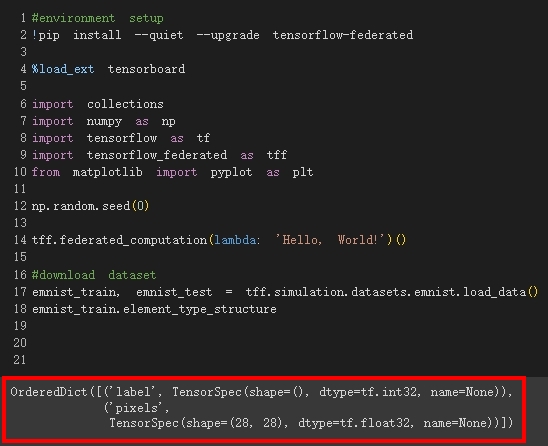 1 #environment setup
2 !pip install --quiet --upgrade tensorflow-federated
3
4 %load_ext tensorboard
5
6 import collections
7 import numpy as np
8 import tensorflow as tf
9 import tensorflow_federated as tff
10 from matplotlib import pyplot as plt
11
12 np.random.seed(0)
13
14 tff.federated_computation(lambda: 'Hello, World!')()
15
16 #download dataset
17 emnist_train, emnist_test = tff.simulation.datasets.emnist.load_data()
18 emnist_train.element_type_structure
19
20
21
OrderedDict([('label', TensorSpec(shape=(), dtype=tf.int32, name=None)),
('pixels',
TensorSpec(shape=(28, 28), dtype=tf.float32, name=None))])